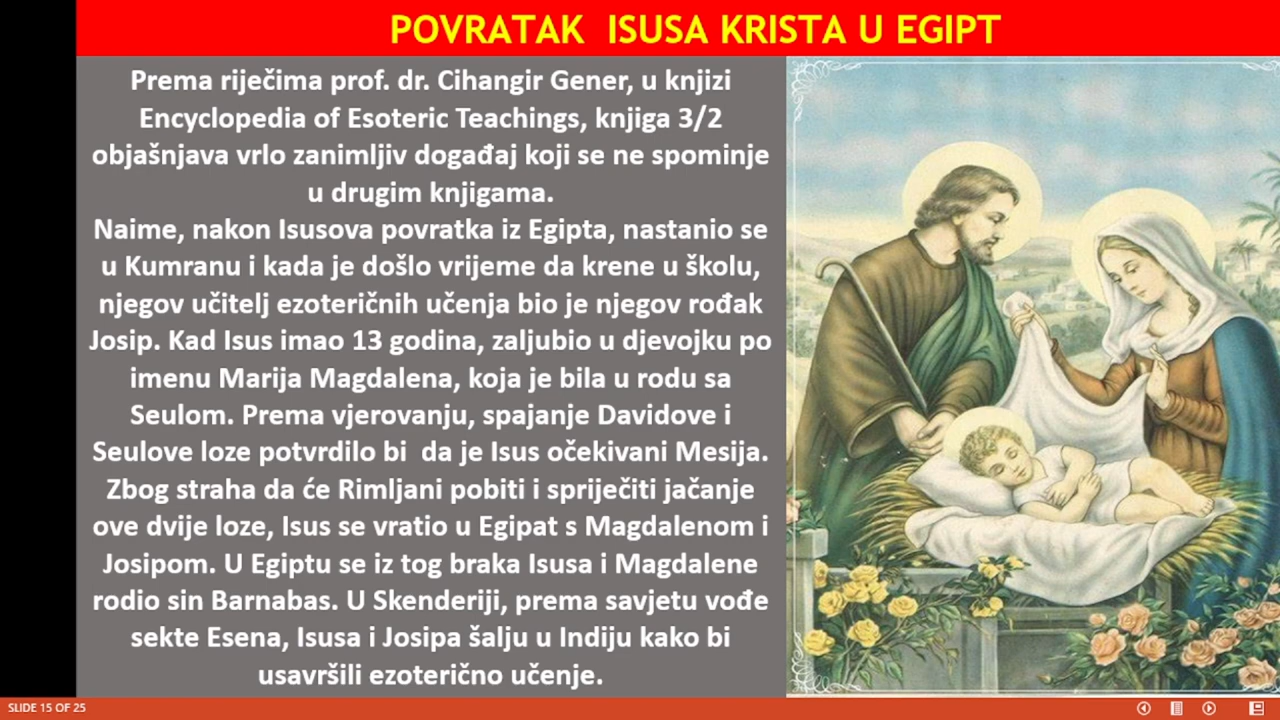 POVRATAK ISUSA KRISTA U EGIPT
Prema riječima prof. dr. Cihangir Gener, u knjizi
Encyclopedia of Esoteric Teachings, knjiga 3/2
objašnjava vrlo zanimljiv događaj koji se ne spominje
u drugim knjigama.
Naime, nakon Isusova povratka iz Egipta, nastanio se
u Kumranu i kada je došlo vrijeme da krene u školu,
njegov učitelj ezoteričnih učenja bio je njegov rođak
Josip. Kad Isus imao 13 godina, zaljubio u djevojku po
imenu Marija Magdalena, koja je bila u rodu sa
Seulom. Prema vjerovanju, spajanje Davidove i
Seulove loze potvrdilo bi da je Isus očekivani Mesija.
Zbog straha da će Rimljani pobiti i spriječiti jačanje
ove dvije loze, Isus se vratio u Egipat s Magdalenom i
Josipom. U Egiptu se iz tog braka Isusa i Magdalene
rodio sin Barnabas. U Skenderiji, prema savjetu vođe
sekte Esena, Isusa i Josipa šalju u Indiju kako bi
usavršili ezoterično učenje.
SLIDE 15 OF 25